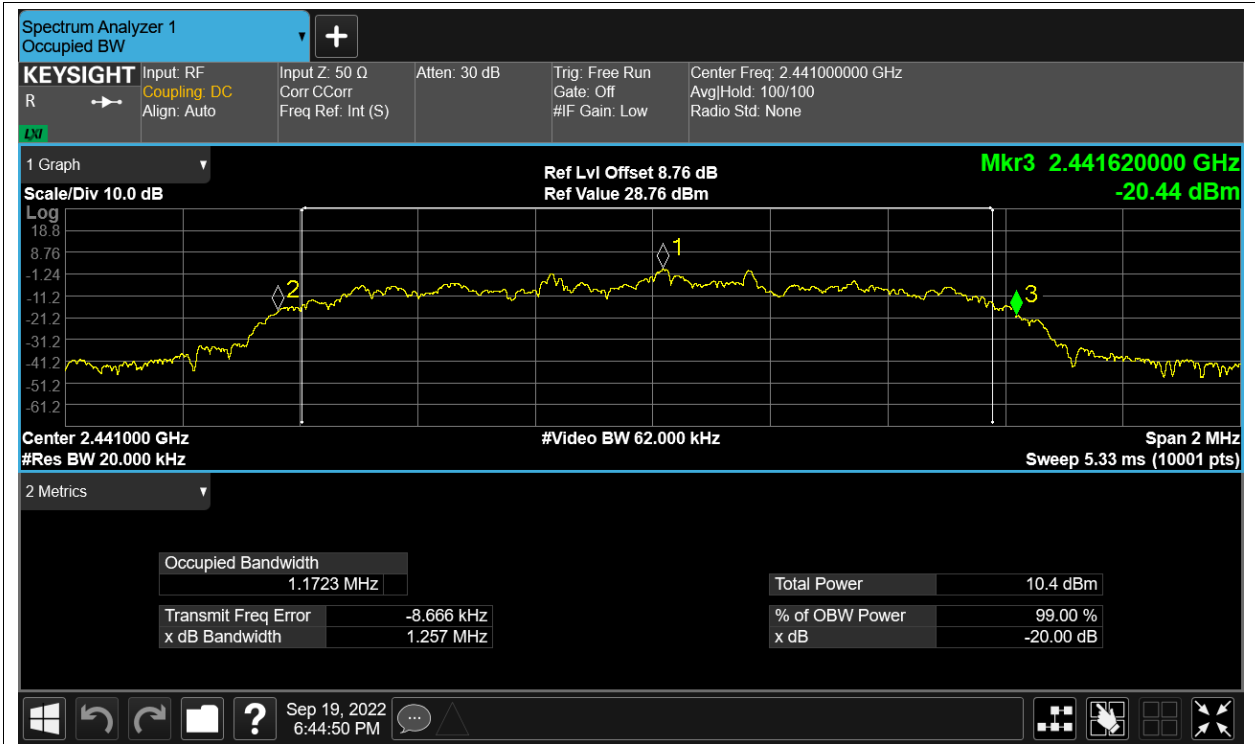 Spectrum Analyzer 1
Occupied BW
+
KEYSIGHT
R
LXI
Input: RF
Coupling: DC
Align: Auto
Input Z: 50 Ω
Corr CCorr
Freq Ref: Int (S)
Atten: 30 dB
Trig: Free Run
Gate: Off
#IF Gain: Low
Center Freq: 2.441000000 GHz
Avg|Hold: 100/100
Radio Std: None
1 Graph
Scale/Div 10.0 dB
Ref Lvl Offset 8.76 dB
Ref Value 28.76 dBm
Mkr3 2.441620000 GHz
-20.44 dBm
Log
18.8
8.76
-1.24
-11.2
-21.2
-31.2
-41.2
-51.2
-61.2
1
2
3
Center 2.441000 GHz
#Res BW 20.000 kHz
#Video BW 62.000 kHz
Span 2 MHz
Sweep 5.33 ms (10001 pts)
2 Metrics
Occupied Bandwidth
1.1723 MHz
Transmit Freq Error -8.666 kHz
x dB Bandwidth 1.257 MHz
Total Power 10.4 dBm
% of OBW Power 99.00 %
x dB -20.00 dB
?
Sep 19, 2022
6:44:50 PM